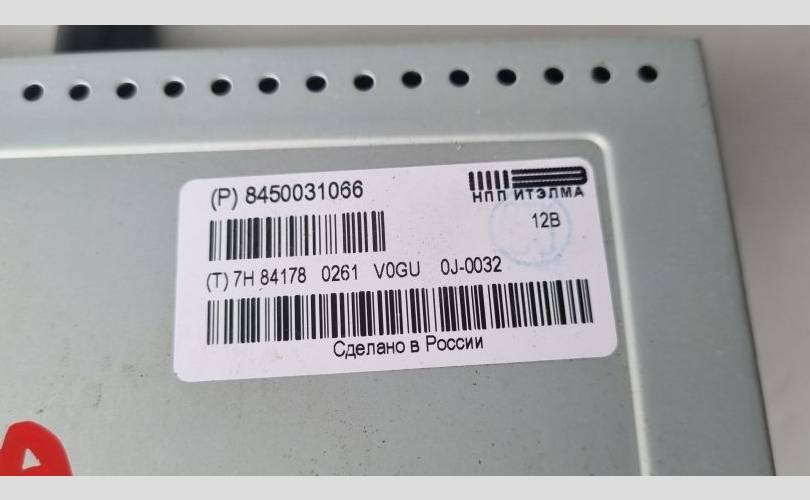 (P) 8450031066
НПП ИТЭЛМА
12В
(T) 7H 84178 0261 V0GU 0J-0032
Сделано в России